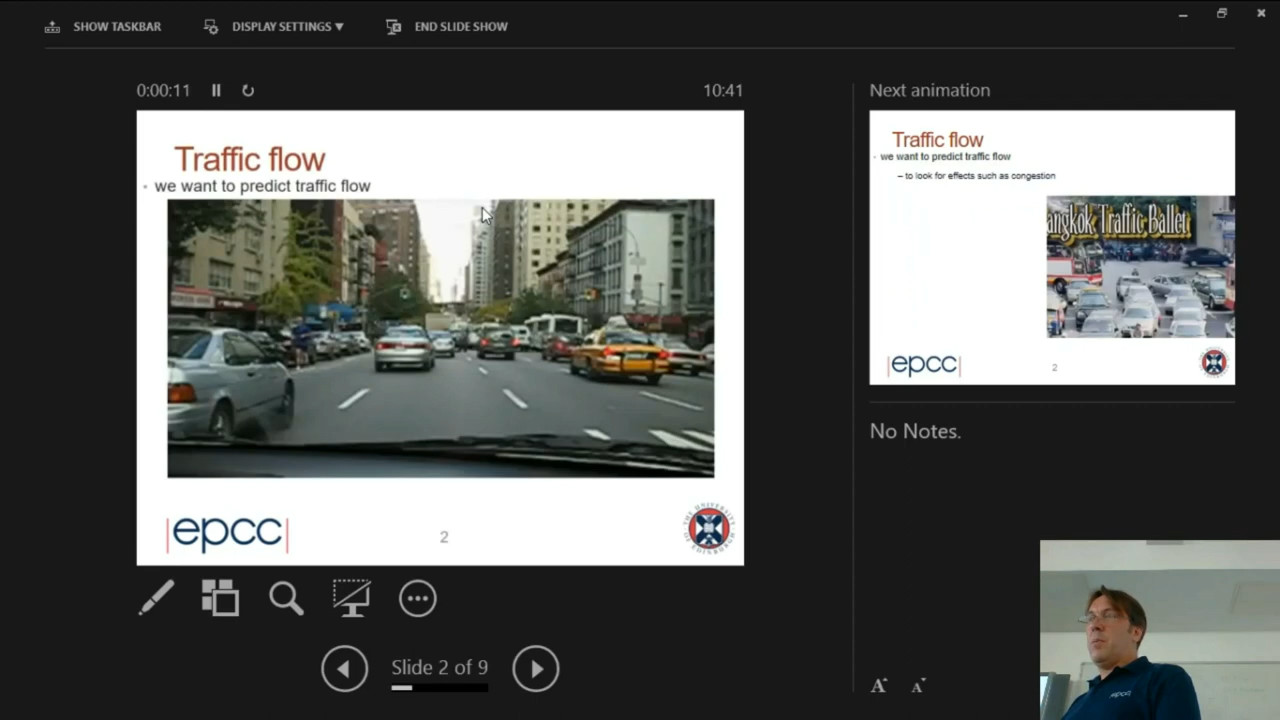 SHOW TASKBAR
DISPLAY SETTINGS ▼
END SLIDE SHOW
0:00:11
10:41
Traffic flow
• we want to predict traffic flow
|epcc|
2
Slide 2 of 9
Next animation
Traffic flow
• we want to predict traffic flow
– to look for effects such as congestion
angkok Traffic Ballet
|epcc|
2
No Notes.
A A
epcc